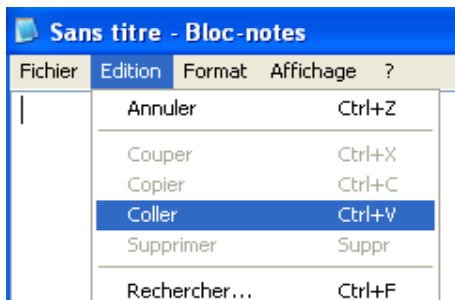 Sans titre - Bloc-notes
Fichier Edition Format Affichage ?
Annuler Ctrl+Z
Couper Ctrl+X
Copier Ctrl+C
Coller Ctrl+V
Supprimer Suppr
Rechercher... Ctrl+F